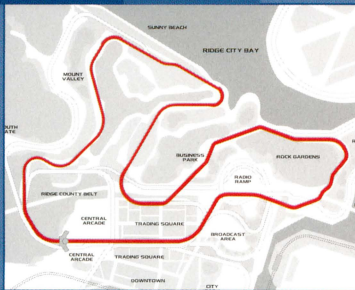 SUNNY BEACH
RIDGE CITY BAY
MOUNT
VALLEY
BUSINESS
PARK
ROCK GARDENS
RADIO
RAMP
RIDGE COUNTY BELT
CENTRAL
ARCADE
TRADING SQUARE
BROADCAST
AREA
CENTRAL
ARCADE
TRADING SQUARE
DOWNTOWN
CITY